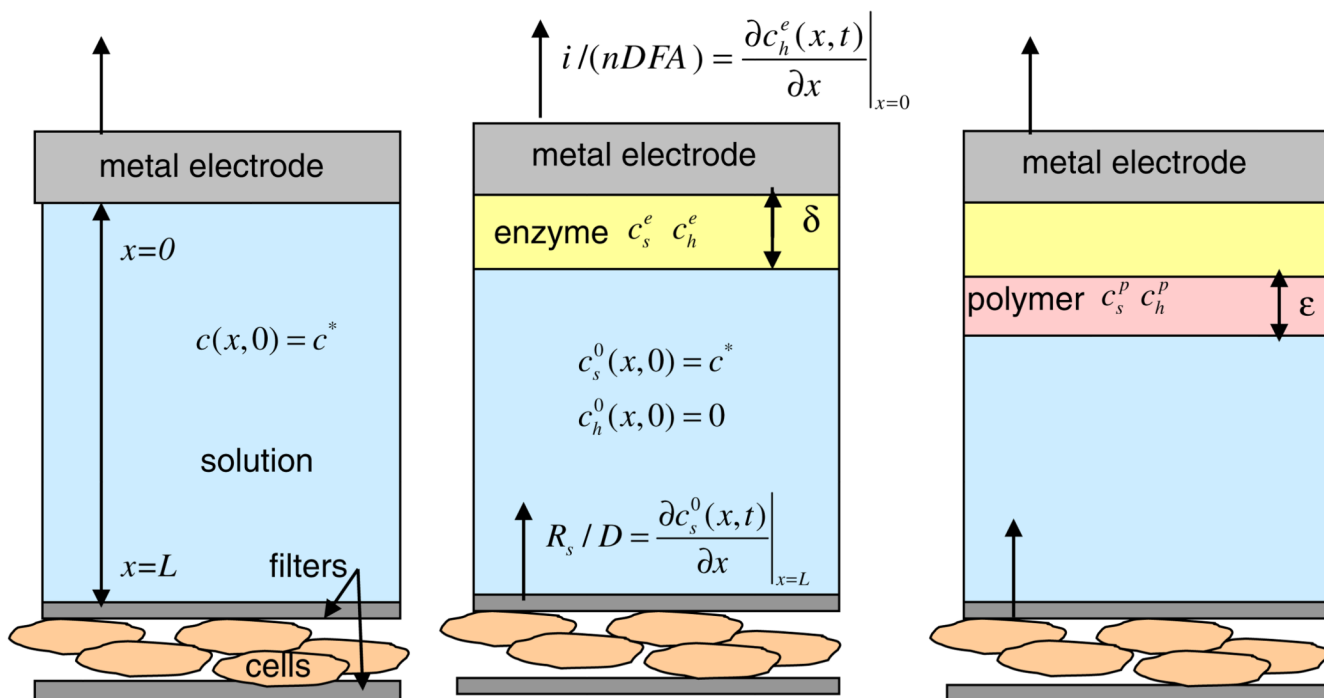 metal electrode
x=0
c(x,0) = c^*
solution
x=L
filters
cells
i/(nDFA) = ∂c_h^e(x,t)/∂x |_{x=0}
metal electrode
enzyme c_s^e c_h^e
δ
c_s^0(x,0) = c^*
c_h^0(x,0) = 0
R_s / D = ∂c_s^0(x,t)/∂x |_{x=L}
metal electrode
polymer c_s^p c_h^p
ε